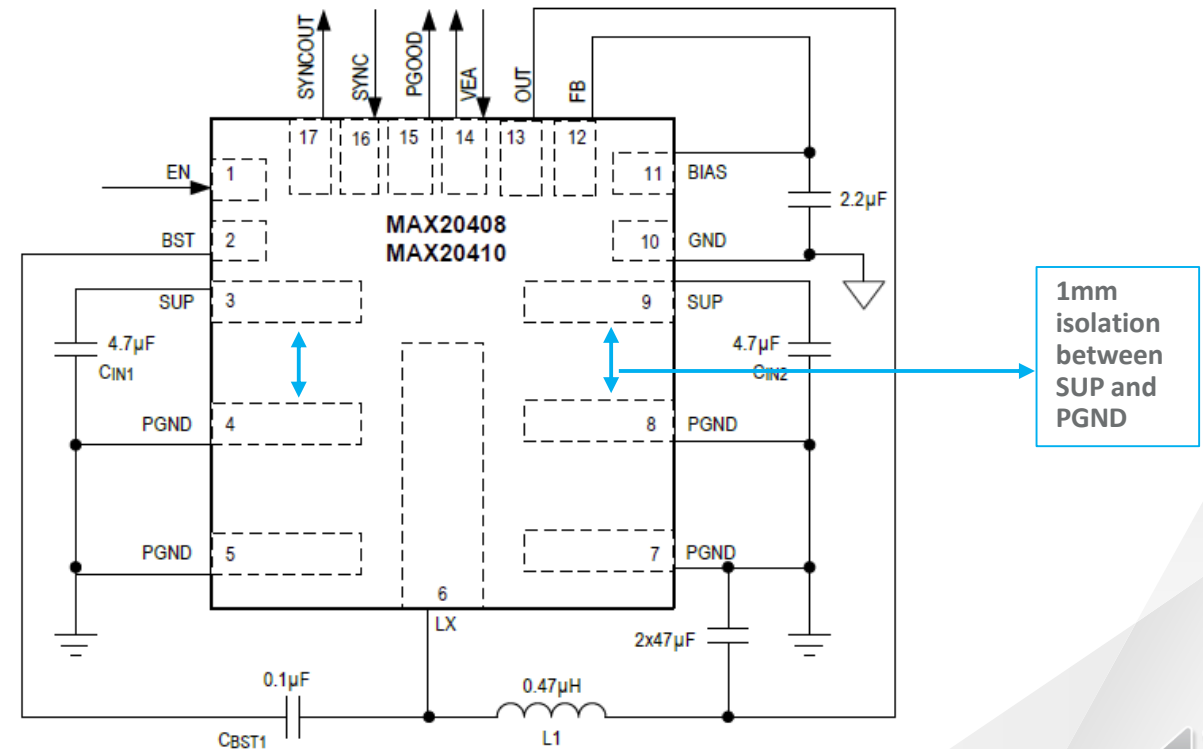 SYNCOUT
SYNC
PGOOD
VEA
OUT
FB
17
16
15
14
13
12
EN
1
11
BIAS
2.2µF
BST
2
MAX20408
MAX20410
10
GND
SUP
3
9
SUP
4.7µF
CIN1
4.7µF
CIN2
1mm
isolation
between
SUP and
PGND
PGND
4
8
PGND
PGND
5
7
PGND
6
LX
2x47µF
0.1µF
CBST1
0.47µH
L1